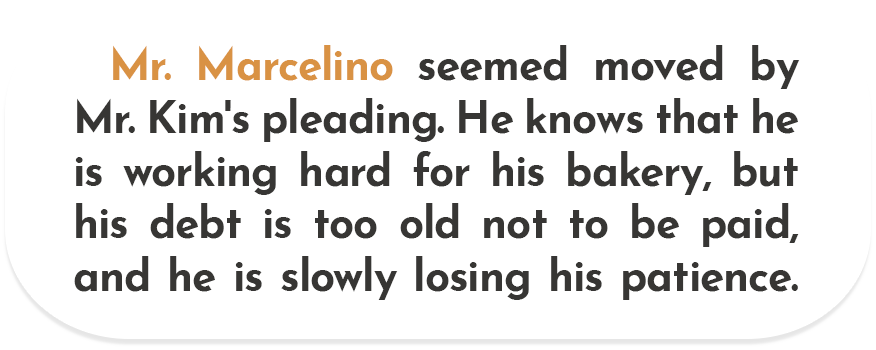 Mr. Marcelino seemed moved by
Mr. Kim's pleading. He knows that he
is working hard for his bakery, but
his debt is too old not to be paid,
and he is slowly losing his patience.